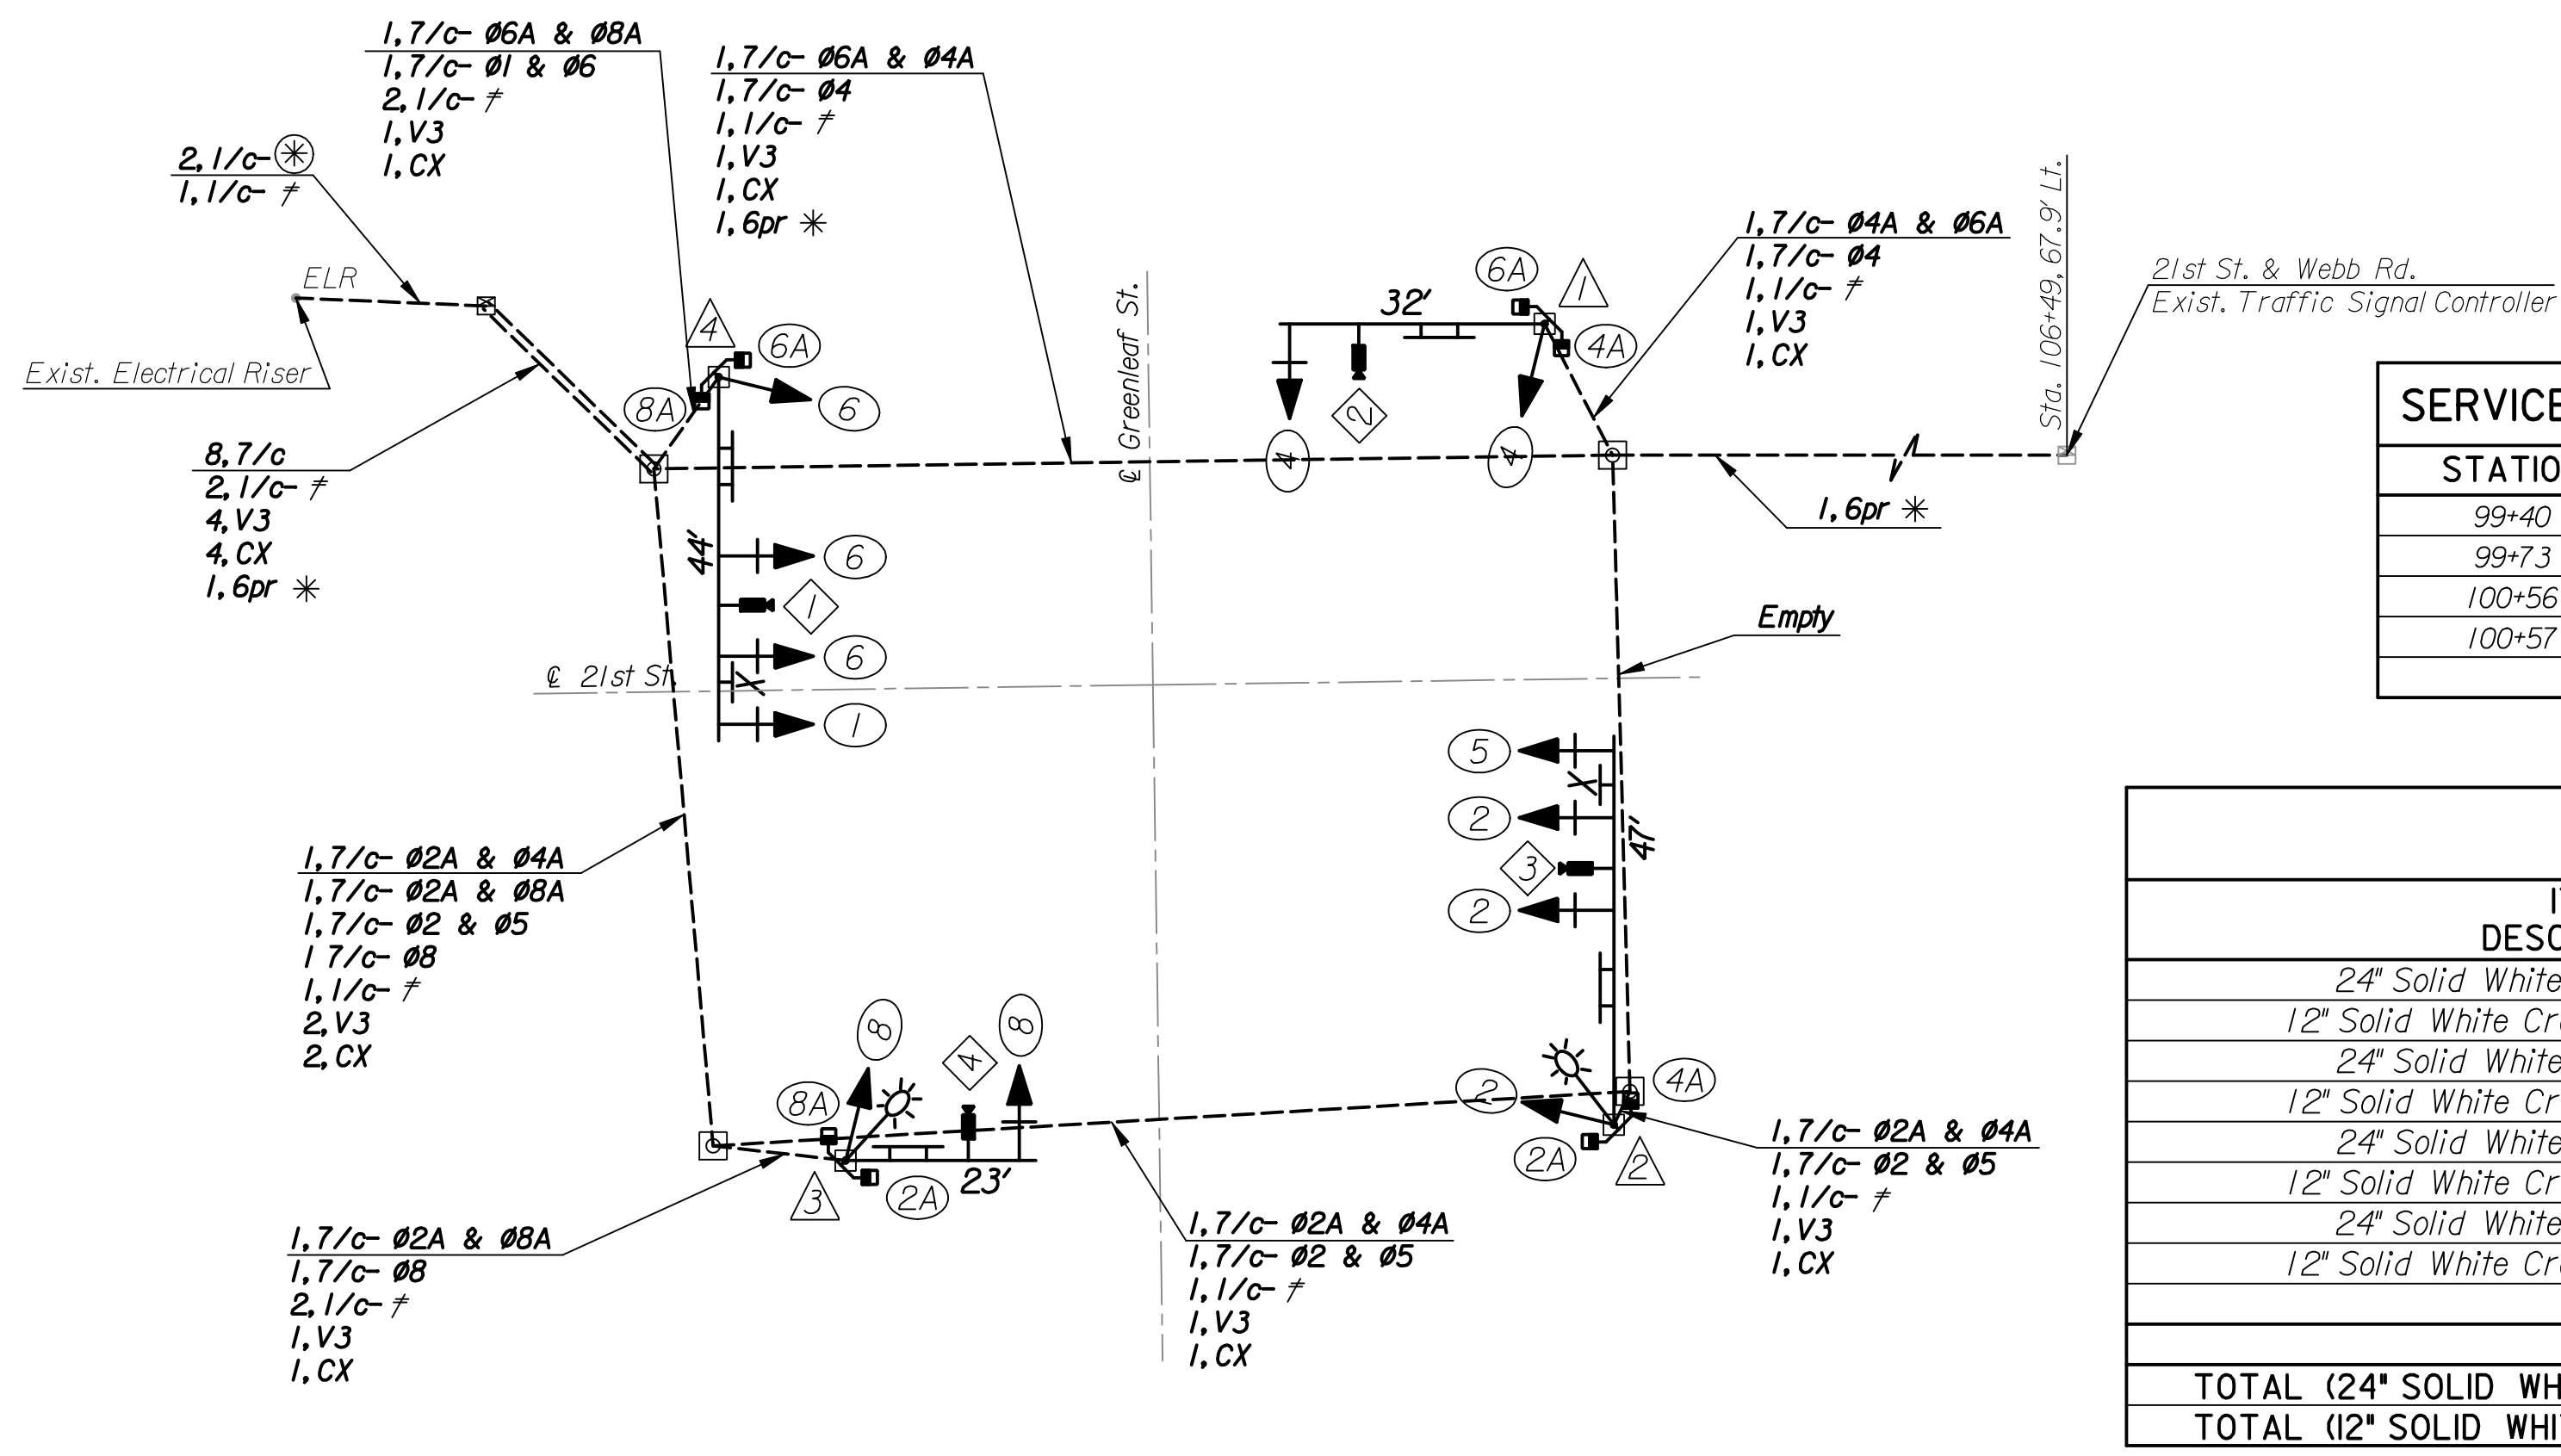 1, 7/c- Ø6A & Ø8A
1, 7/c- Ø1 & Ø6
2, 1/c- ≠
1, V3
1, CX
1, 7/c- Ø6A & Ø4A
1, 7/c- Ø4
1, 1/c- ≠
1, V3
1, CX
1, 6pr ✳
2, 1/c- ✳
1, 1/c- ≠
ELR
Exist. Electrical Riser
8, 7/c
2, 1/c- ≠
4, V3
4, CX
1, 6pr ✳
4
6A
8A
6
44'
6
1
6
1
℄ 21st St.
℄ Greenleaf St.
32'
6A
1
4A
2
4
4
1, 7/c- Ø4A & Ø6A
1, 7/c- Ø4
1, 1/c- ≠
1, V3
1, CX
Sta. 106+49, 67.9' Lt.
21st St. & Webb Rd.
Exist. Traffic Signal Controller
1, 6pr ✳
Empty
5
2
47'
3
2
2
4A
2A
2
1, 7/c- Ø2A & Ø4A
1, 7/c- Ø2A & Ø8A
1, 7/c- Ø2 & Ø5
1 7/c- Ø8
1, 1/c- ≠
2, V3
2, CX
8
4
8
8A
23'
2A
3
1, 7/c- Ø2A & Ø8A
1, 7/c- Ø8
2, 1/c- ≠
1, V3
1, CX
1, 7/c- Ø2A & Ø4A
1, 7/c- Ø2 & Ø5
1, 1/c- ≠
1, V3
1, CX
1, 7/c- Ø2A & Ø4A
1, 7/c- Ø2 & Ø5
1, 1/c- ≠
1, V3
1, CX
SERVICE
STATIO
99+40
99+73
100+56
100+57
DESC
24" Solid White
12" Solid White Cr
24" Solid White
12" Solid White Cr
24" Solid White
12" Solid White Cr
24" Solid White
12" Solid White Cr
TOTAL (24" SOLID WH
TOTAL (12" SOLID WHI